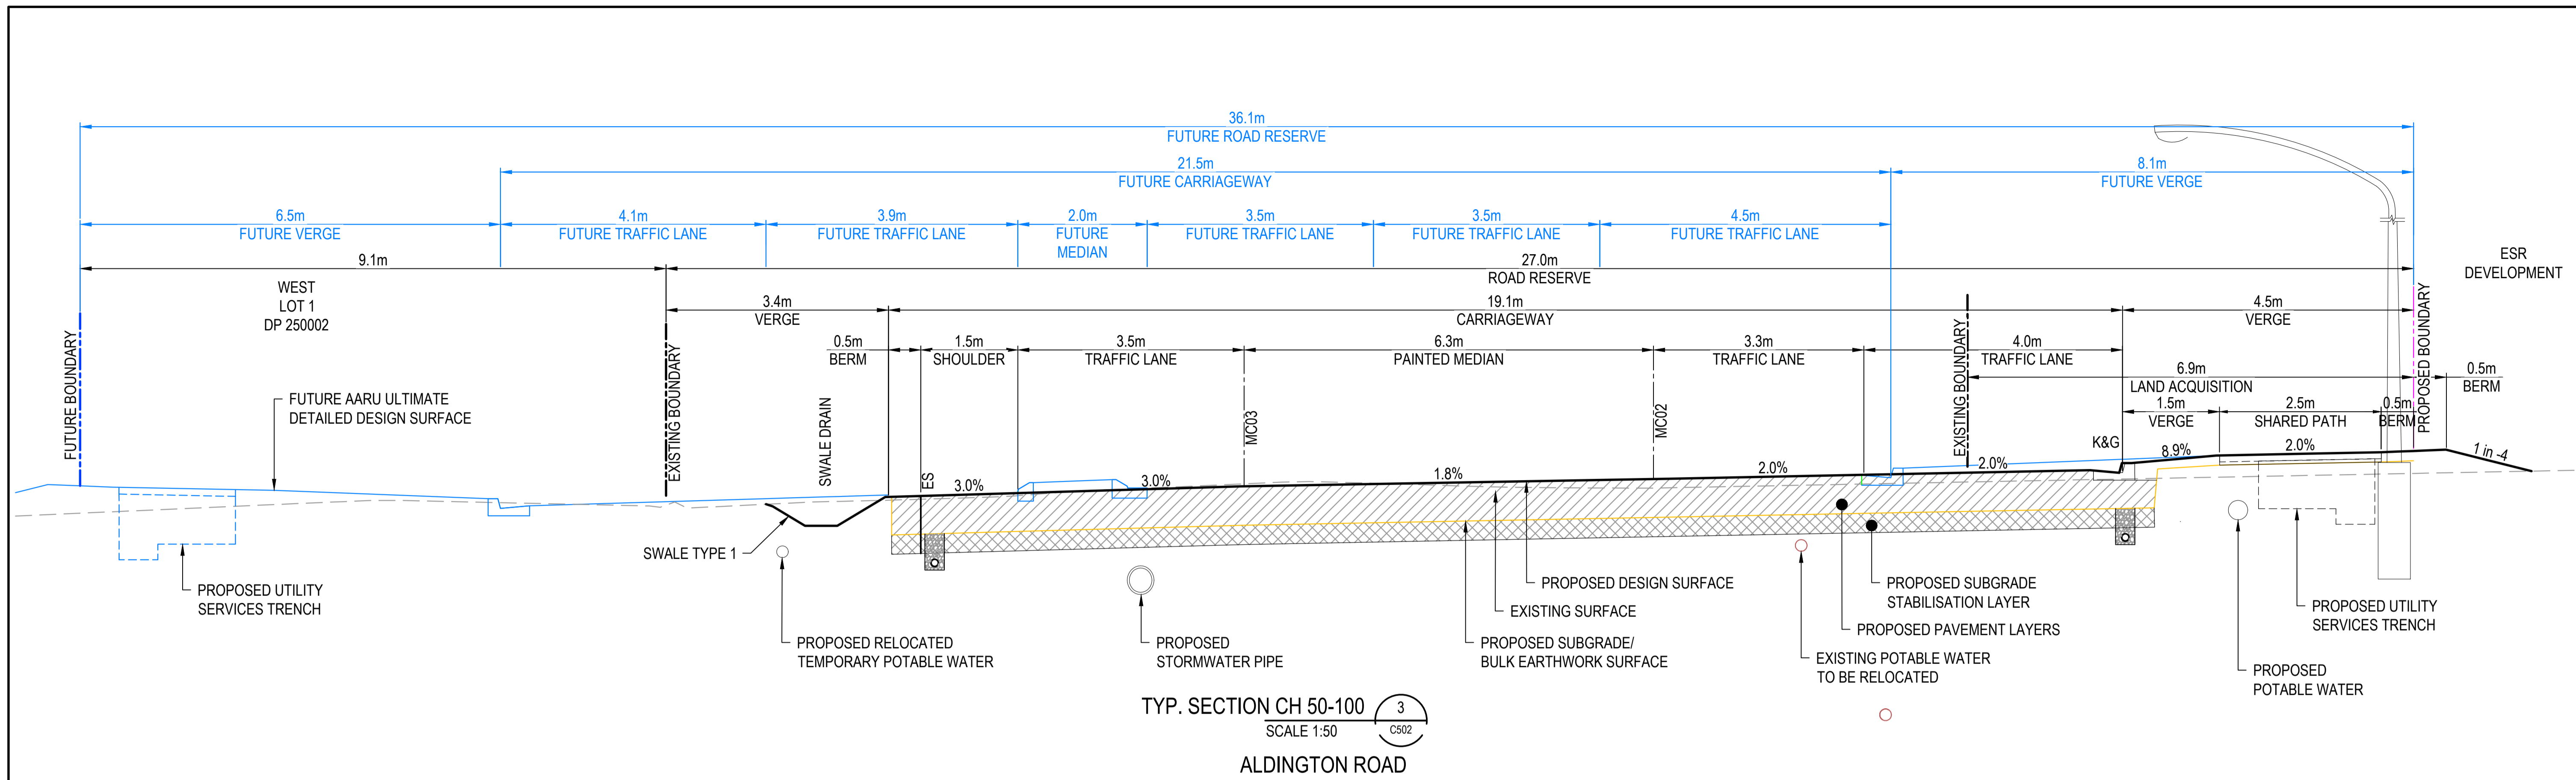 36.1m
FUTURE ROAD RESERVE
21.5m
FUTURE CARRIAGEWAY
8.1m
FUTURE VERGE
6.5m
FUTURE VERGE
4.1m
FUTURE TRAFFIC LANE
3.9m
FUTURE TRAFFIC LANE
2.0m
FUTURE
MEDIAN
3.5m
FUTURE TRAFFIC LANE
3.5m
FUTURE TRAFFIC LANE
4.5m
FUTURE TRAFFIC LANE
9.1m
27.0m
ROAD RESERVE
ESR
DEVELOPMENT
WEST
LOT 1
DP 250002
3.4m
VERGE
19.1m
CARRIAGEWAY
4.5m
VERGE
0.5m
BERM
1.5m
SHOULDER
3.5m
TRAFFIC LANE
6.3m
PAINTED MEDIAN
3.3m
TRAFFIC LANE
4.0m
TRAFFIC LANE
6.9m
LAND ACQUISITION
0.5m
BERM
1.5m
VERGE
2.5m
SHARED PATH
0.5m
BERM
FUTURE BOUNDARY
EXISTING BOUNDARY
SWALE DRAIN
ES
MC03
MC02
EXISTING BOUNDARY
PROPOSED BOUNDARY
FUTURE AARU ULTIMATE
DETAILED DESIGN SURFACE
K&G
3.0%
3.0%
1.8%
2.0%
2.0%
8.9%
2.0%
1 in -4
SWALE TYPE 1
PROPOSED UTILITY
SERVICES TRENCH
PROPOSED RELOCATED
TEMPORARY POTABLE WATER
PROPOSED
STORMWATER PIPE
PROPOSED DESIGN SURFACE
EXISTING SURFACE
PROPOSED SUBGRADE/
BULK EARTHWORK SURFACE
PROPOSED SUBGRADE
STABILISATION LAYER
PROPOSED PAVEMENT LAYERS
EXISTING POTABLE WATER
TO BE RELOCATED
PROPOSED UTILITY
SERVICES TRENCH
PROPOSED
POTABLE WATER
TYP. SECTION CH 50-100
SCALE 1:50
3
C502
ALDINGTON ROAD